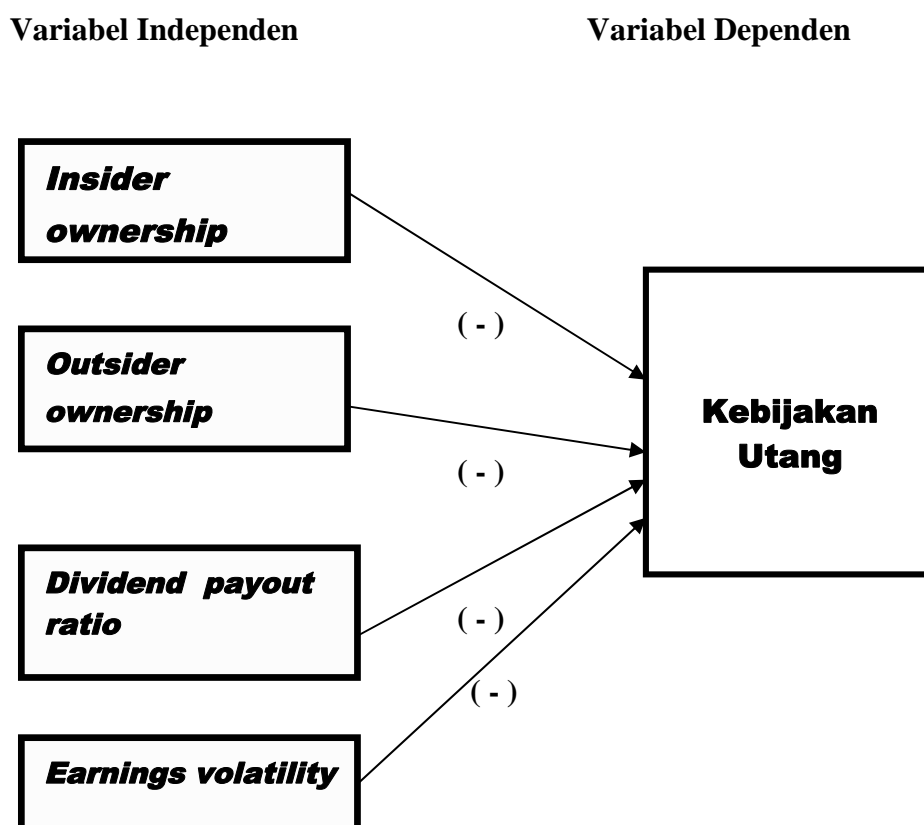 Variabel Independen
Variabel Dependen
Insider
ownership
( - )
Outsider
ownership
Kebijakan
Utang
( - )
Dividend payout
ratio
( - )
( - )
Earnings volatility